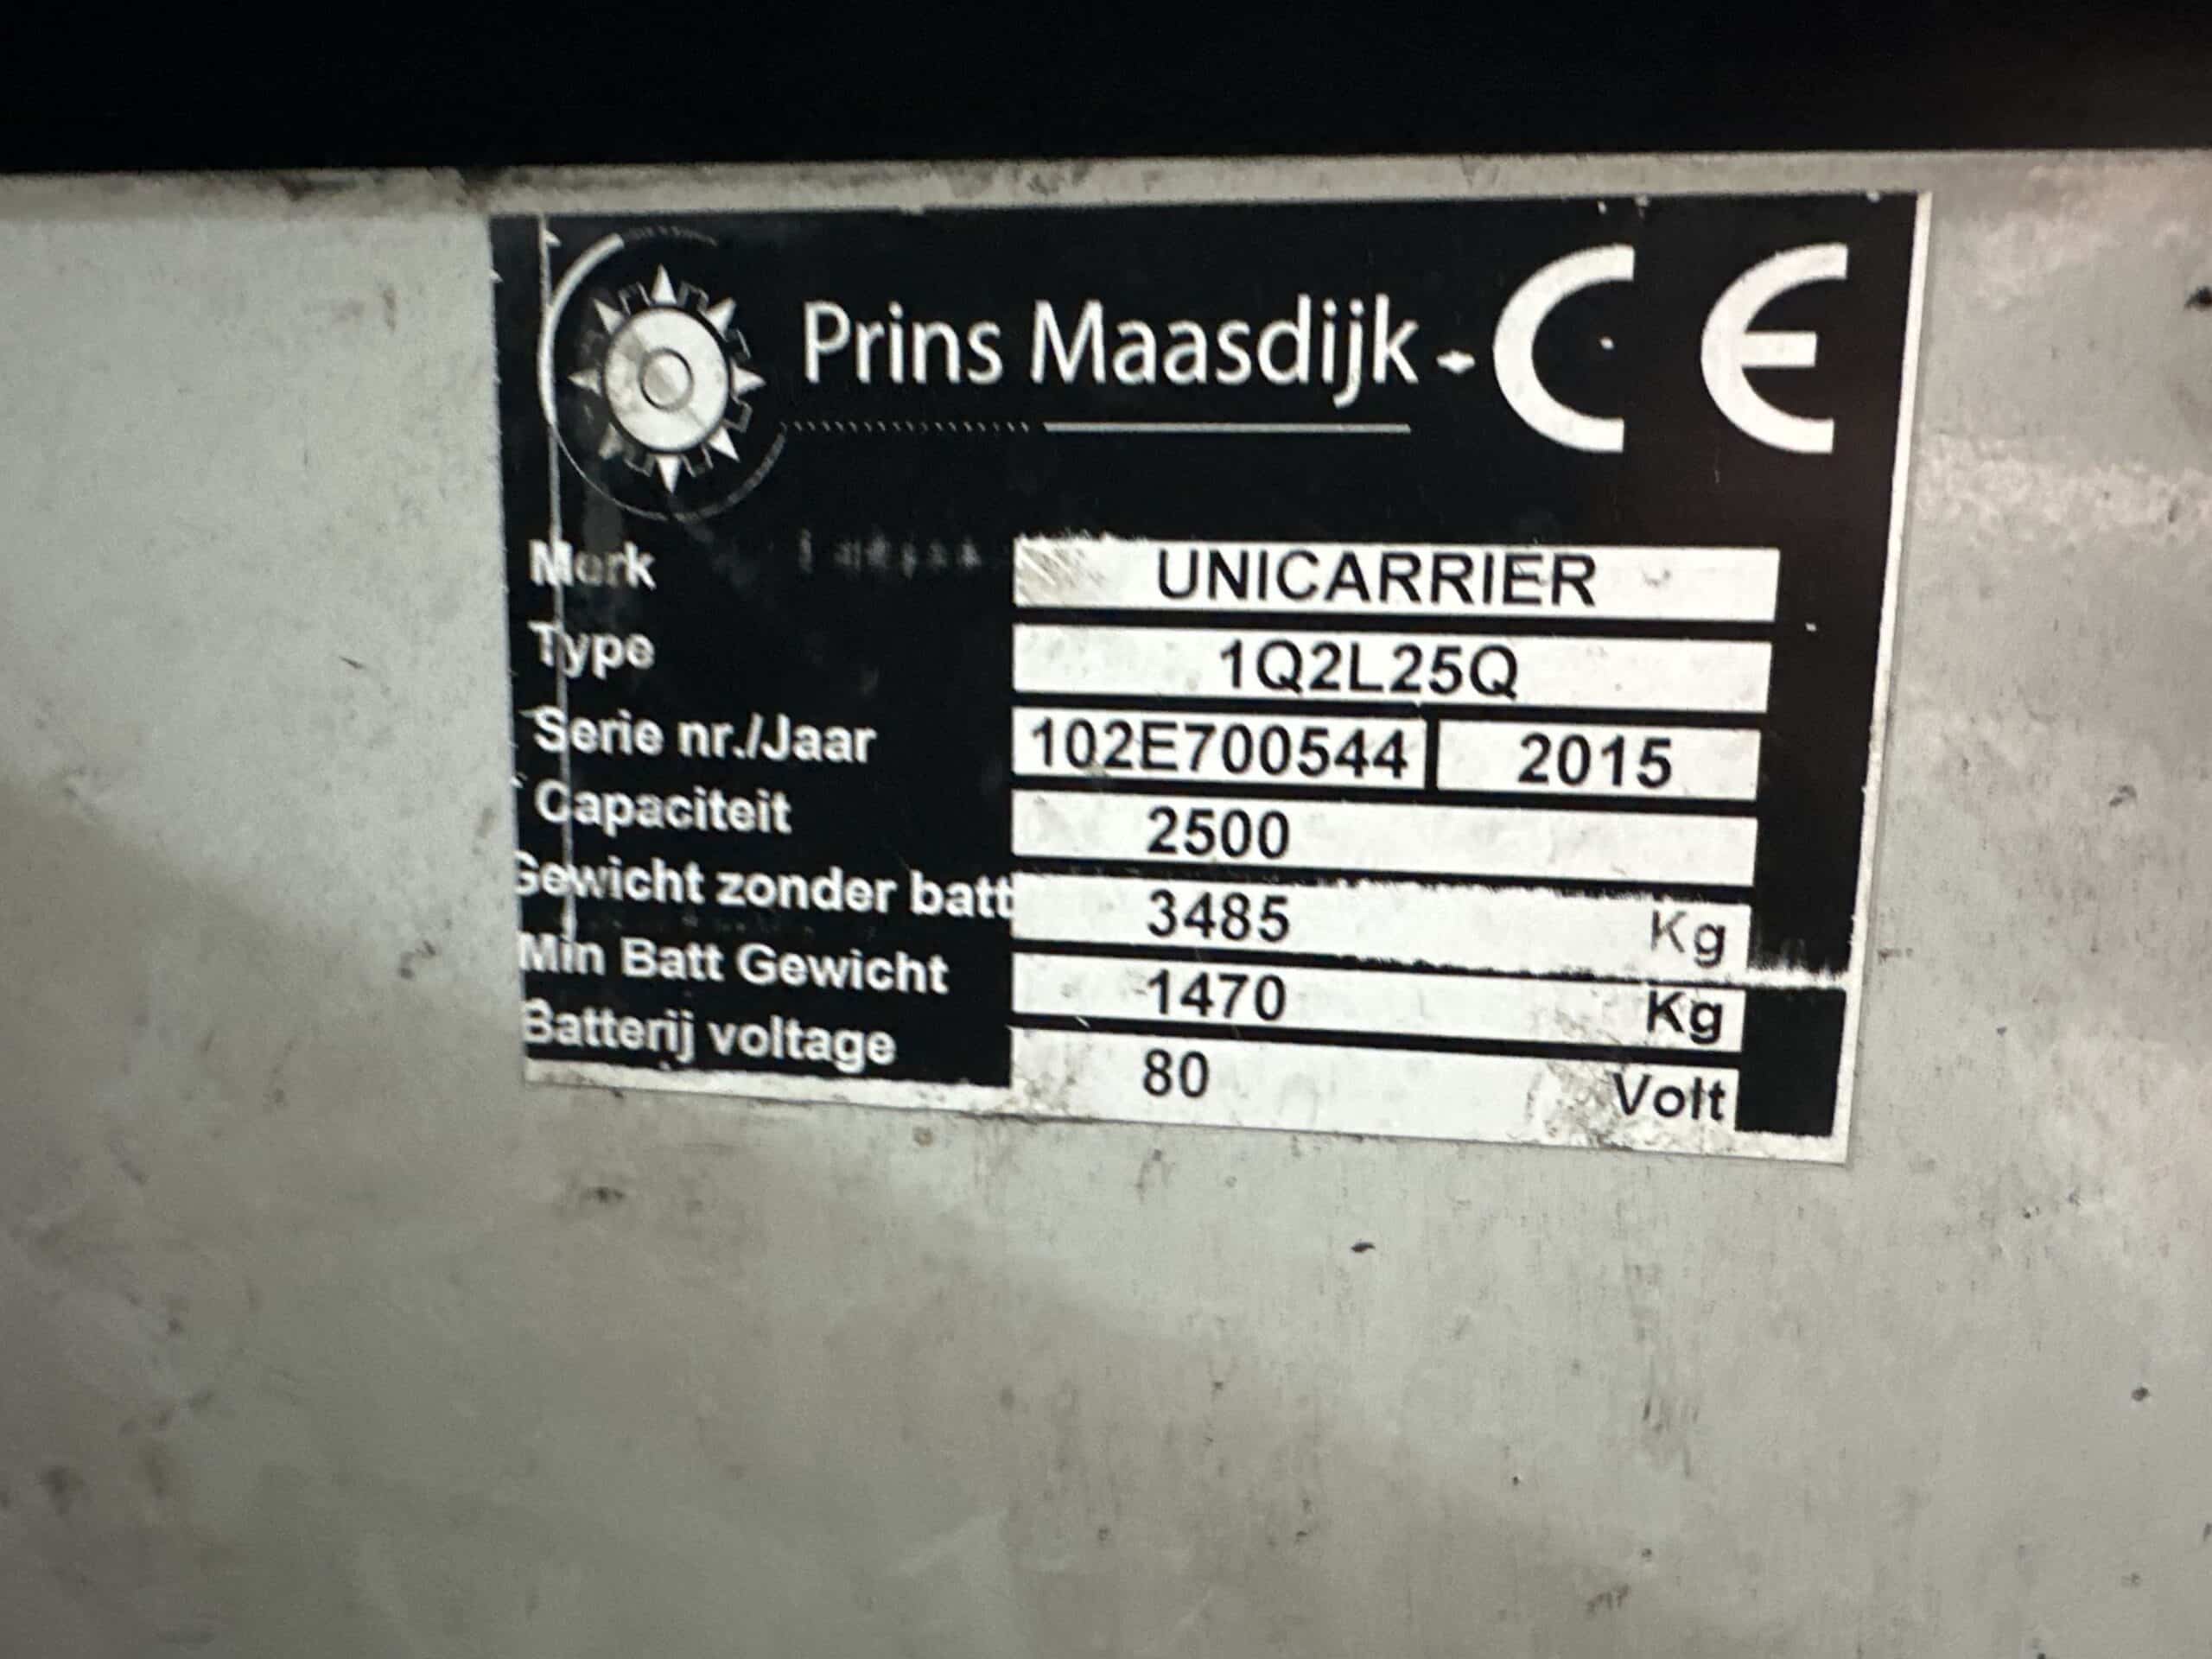 Prins Maasdijk - CE
Merk UNICARRIER
Type 1Q2L25Q
Serie nr./Jaar 102E700544 2015
Capaciteit 2500
Gewicht zonder batt 3485 Kg
Min Batt Gewicht 1470 Kg
Batterij voltage 80 Volt